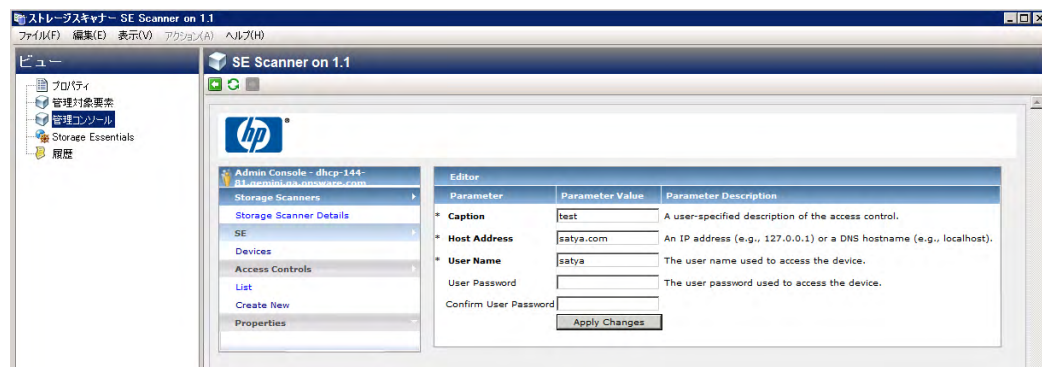 ストレージスキャナー SE Scanner on 1.1
ファイル(F) 編集(E) 表示(V) アクション(A) ヘルプ(H)
ビュー
プロパティ
管理対象要素
管理コンソール
Storage Essentials
履歴
SE Scanner on 1.1
hp
Admin Console - dhcp-144-
81.gemini.qa.opsware.com
Storage Scanners
Storage Scanner Details
SE
Devices
Access Controls
List
Create New
Properties
Editor
Parameter Parameter Value Parameter Description
* Caption test A user-specified description of the access control.
* Host Address satya.com An IP address (e.g., 127.0.0.1) or a DNS hostname (e.g., localhost).
* User Name satya The user name used to access the device.
User Password The user password used to access the device.
Confirm User Password
Apply Changes